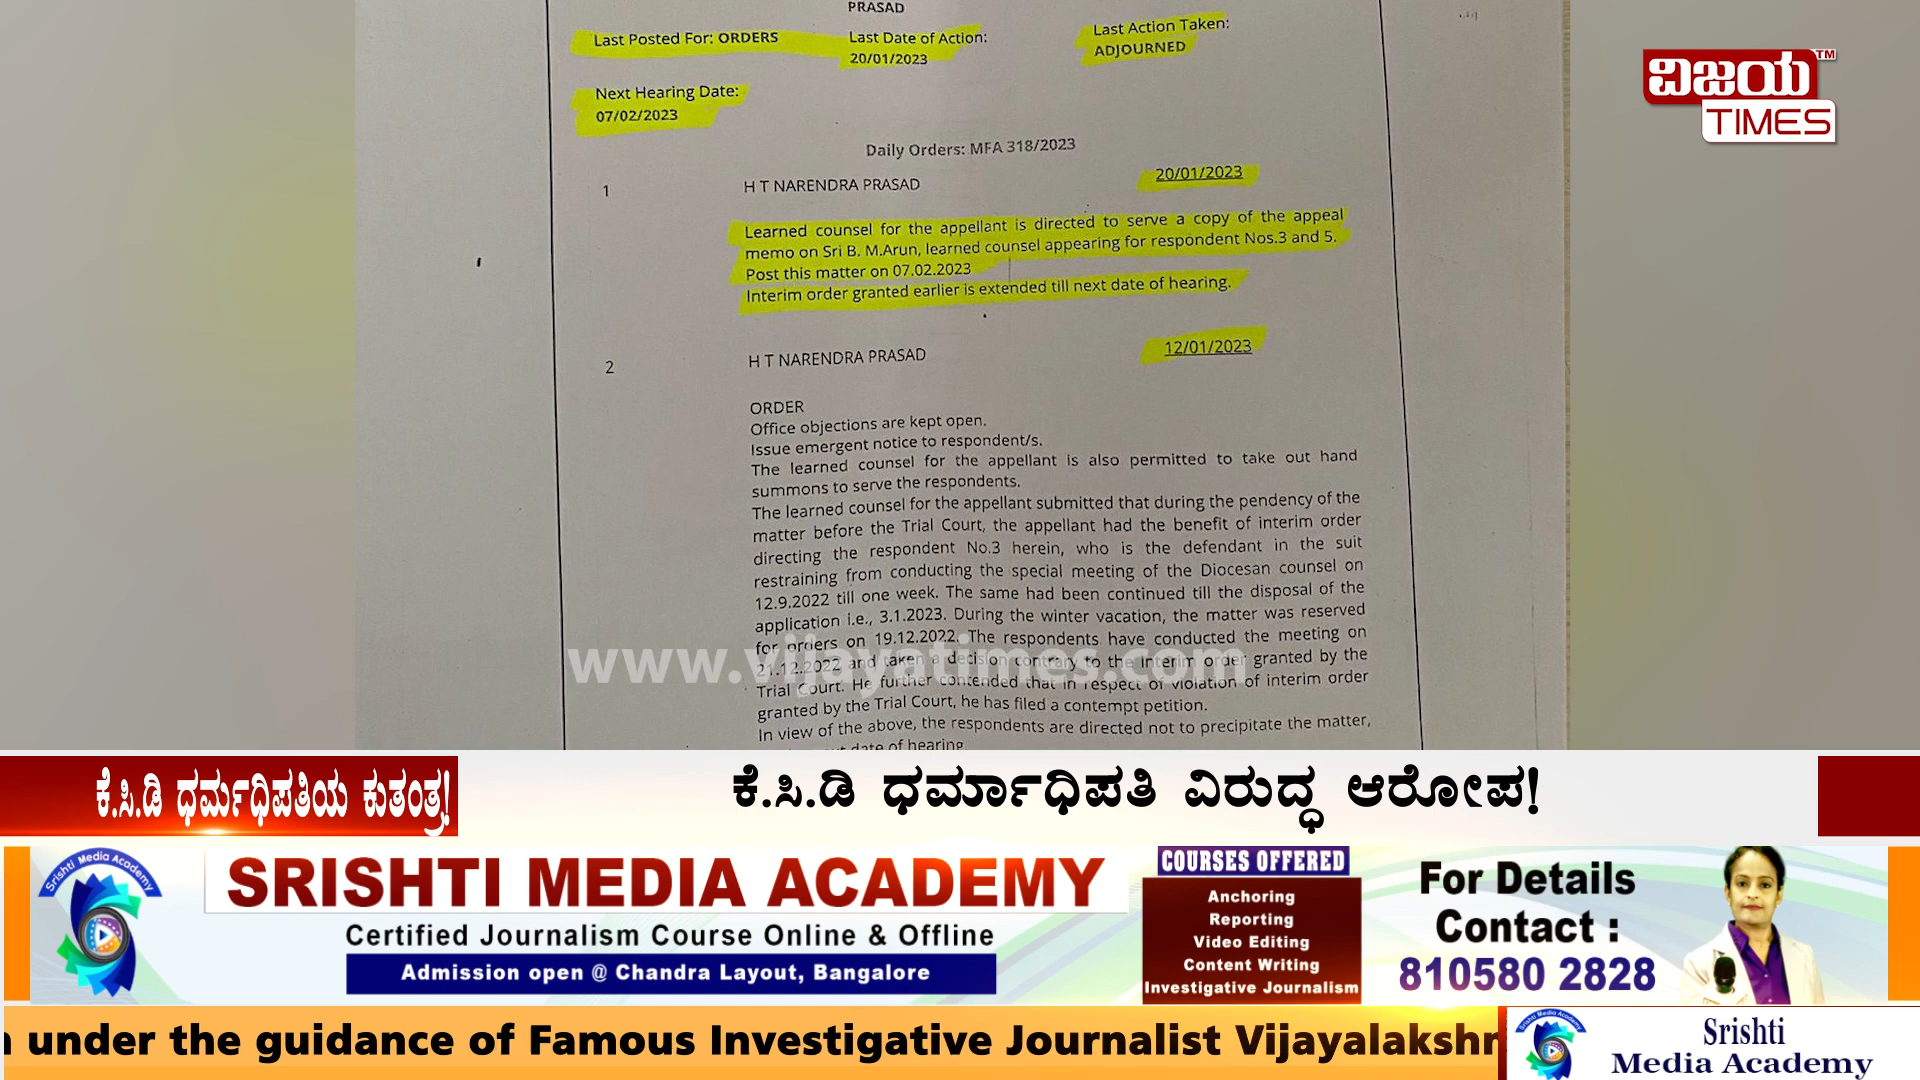 PRASAD
Last Posted For: ORDERS
Last Date of Action:
20/01/2023
Last Action Taken:
ADJOURNED
Next Hearing Date:
07/02/2023
ವಿಜಯ™
TIMES
Daily Orders: MFA 318/2023
1
H T NARENDRA PRASAD
20/01/2023
Learned counsel for the appellant is directed to serve a copy of the appeal
memo on Sri B. M.Arun, learned counsel appearing for respondent Nos.3 and 5.
Post this matter on 07.02.2023
Interim order granted earlier is extended till next date of hearing.
2
H T NARENDRA PRASAD
12/01/2023
ORDER
Office objections are kept open.
Issue emergent notice to respondent/s.
The learned counsel for the appellant is also permitted to take out hand
summons to serve the respondents.
The learned counsel for the appellant submitted that during the pendency of the
matter before the Trial Court, the appellant had the benefit of interim order
directing the respondent No.3 herein, who is the defendant in the suit
restraining from conducting the special meeting of the Diocesan counsel on
12.9.2022 till one week. The same had been continued till the disposal of the
application i.e., 3.1.2023. During the winter vacation, the matter was reserved
for orders on 19.12.2022. The respondents have conducted the meeting on
21.12.2022 and taken a decision contrary to the interim order granted by the
Trial Court. He further contended that in respect of violation of interim order
granted by the Trial Court, he has filed a contempt petition.
In view of the above, the respondents are directed not to precipitate the matter,
date of hearing
www.vijayatimes.com
ಕೆ.ಸಿ.ಡಿ ಧರ್ಮಾಧಿಪತಿಯ ಕುತಂತ್ರ!
ಕೆ.ಸಿ.ಡಿ ಧರ್ಮಾಧಿಪತಿ ವಿರುದ್ಧ ಆರೋಪ!
Srishti Media Academy
SRISHTI MEDIA ACADEMY
Certified Journalism Course Online & Offline
Admission open @ Chandra Layout, Bangalore
COURSES OFFERED
Anchoring
Reporting
Video Editing
Content Writing
Investigative Journalism
For Details
Contact :
810580 2828
under the guidance of Famous Investigative Journalist Vijayalakshm
Srishti Media Academy
Srishti
Media Academy